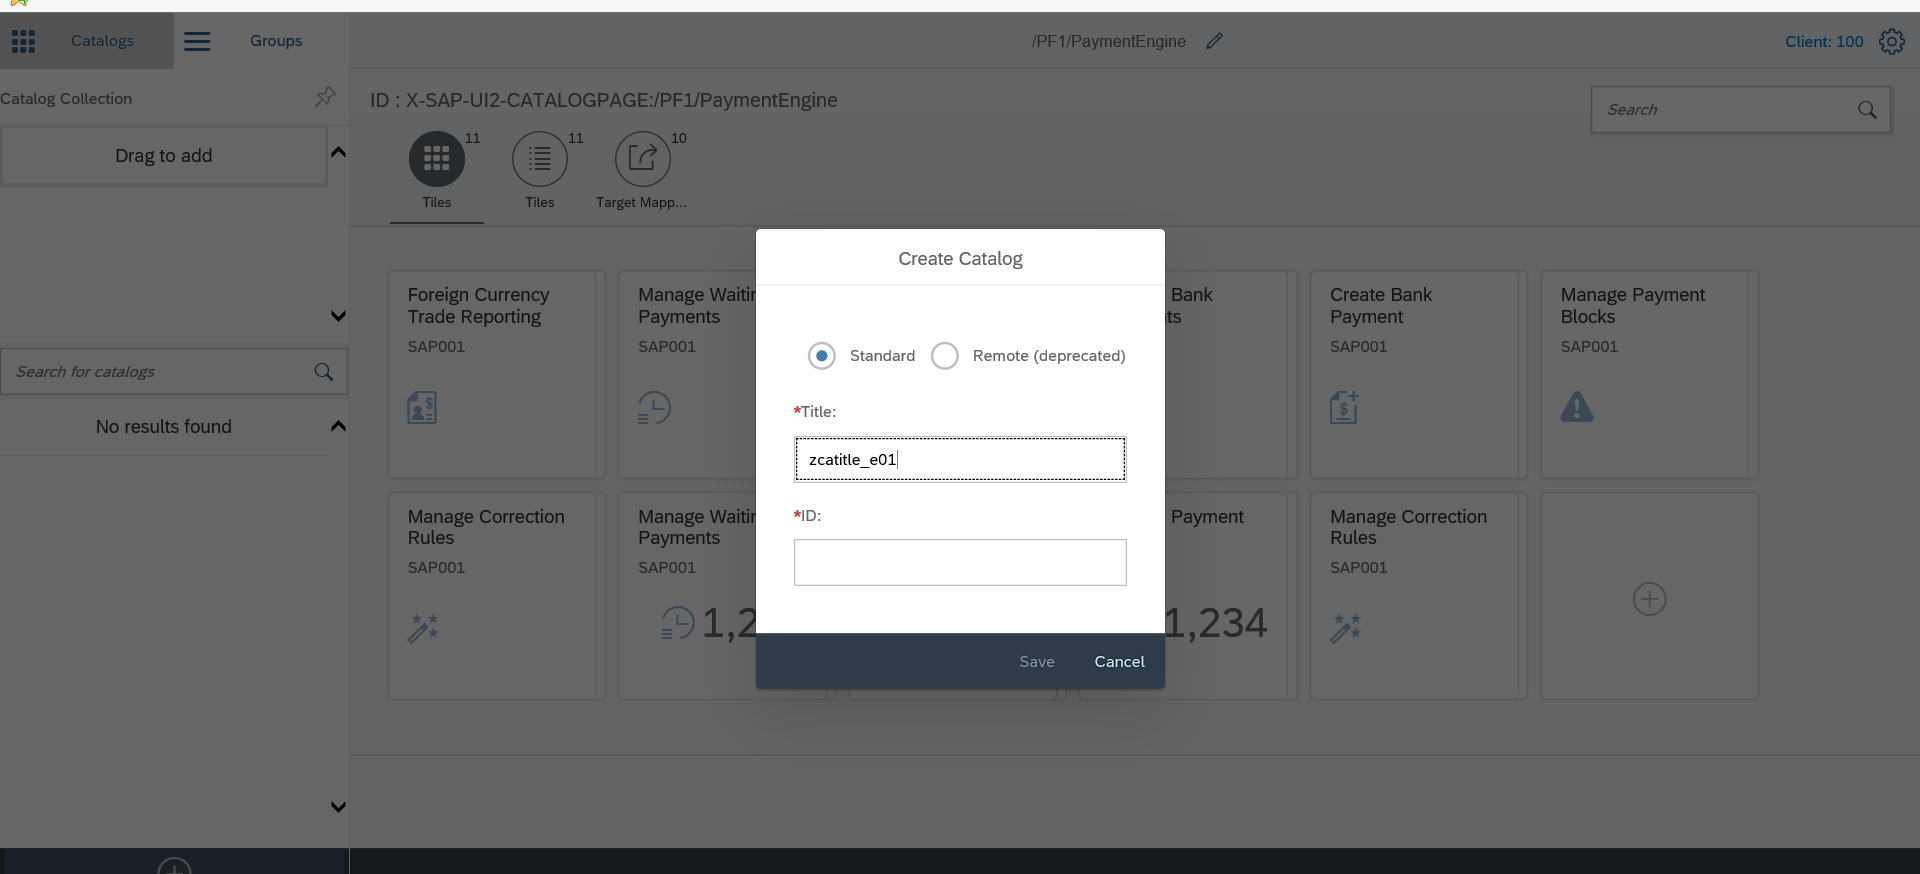 Catalogs
Groups
/PF1/PaymentEngine
Client: 100
Catalog Collection
ID : X-SAP-UI2-CATALOGPAGE:/PF1/PaymentEngine
Search
Drag to add
11
11
10
Tiles
Tiles
Target Mapp...
Search for catalogs
No results found
Create Catalog
Standard
Remote (deprecated)
*Title:
zcatitle_e01
*ID:
Save
Cancel
Foreign Currency
Trade Reporting
SAP001
Manage Waitin
Payments
SAP001
Bank
ts
Create Bank
Payment
SAP001
Manage Payment
Blocks
SAP001
Manage Correction
Rules
SAP001
Manage Waitin
Payments
SAP001
1,2
Payment
1,234
Manage Correction
Rules
SAP001